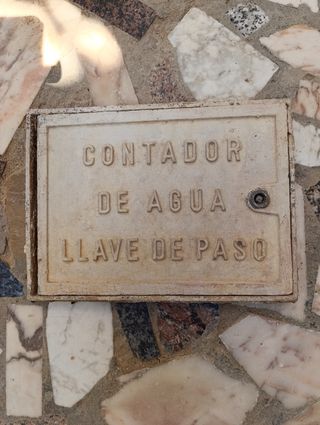 CONTADOR
DE AGUA
LLAVE DE PASO